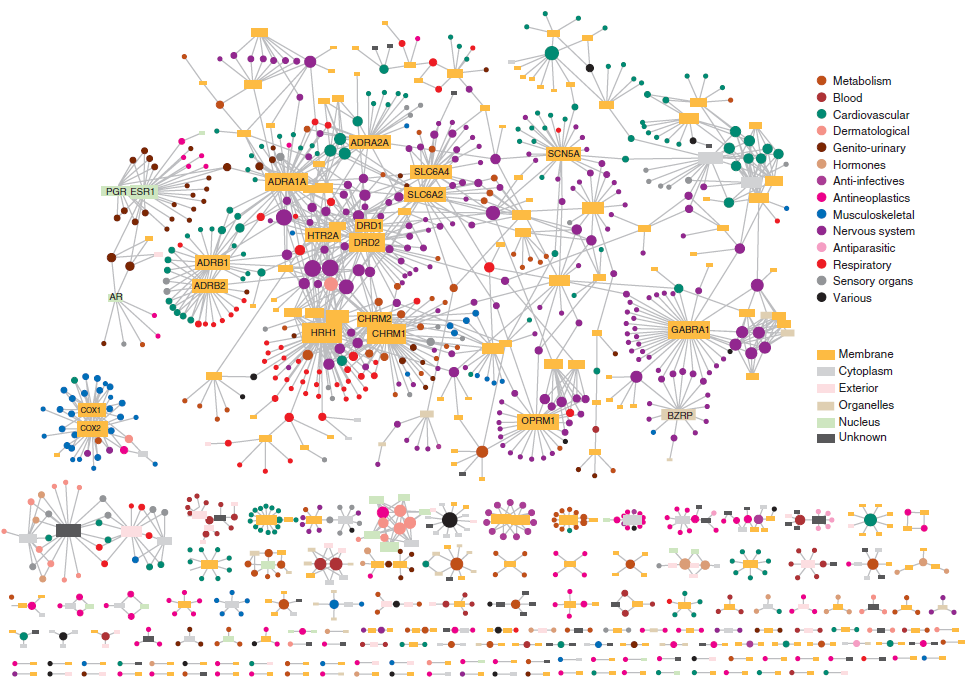 Metabolism
Blood
Cardiovascular
Dermatological
Genito-urinary
Hormones
Anti-infectives
Antineoplastics
Musculoskeletal
Nervous system
Antiparasitic
Respiratory
Sensory organs
Various
Membrane
Cytoplasm
Exterior
Organelles
Nucleus
Unknown
ADRA2A
SCN5A
SLC6A4
ADRA1A
PGR ESR1
SLC6A2
DRD1
HTR2A
DRD2
ADRB1
ADRB2
AR
CHRM2
HRH1
CHRM1
GABRA1
COX1
COX2
OPRM1
BZRP